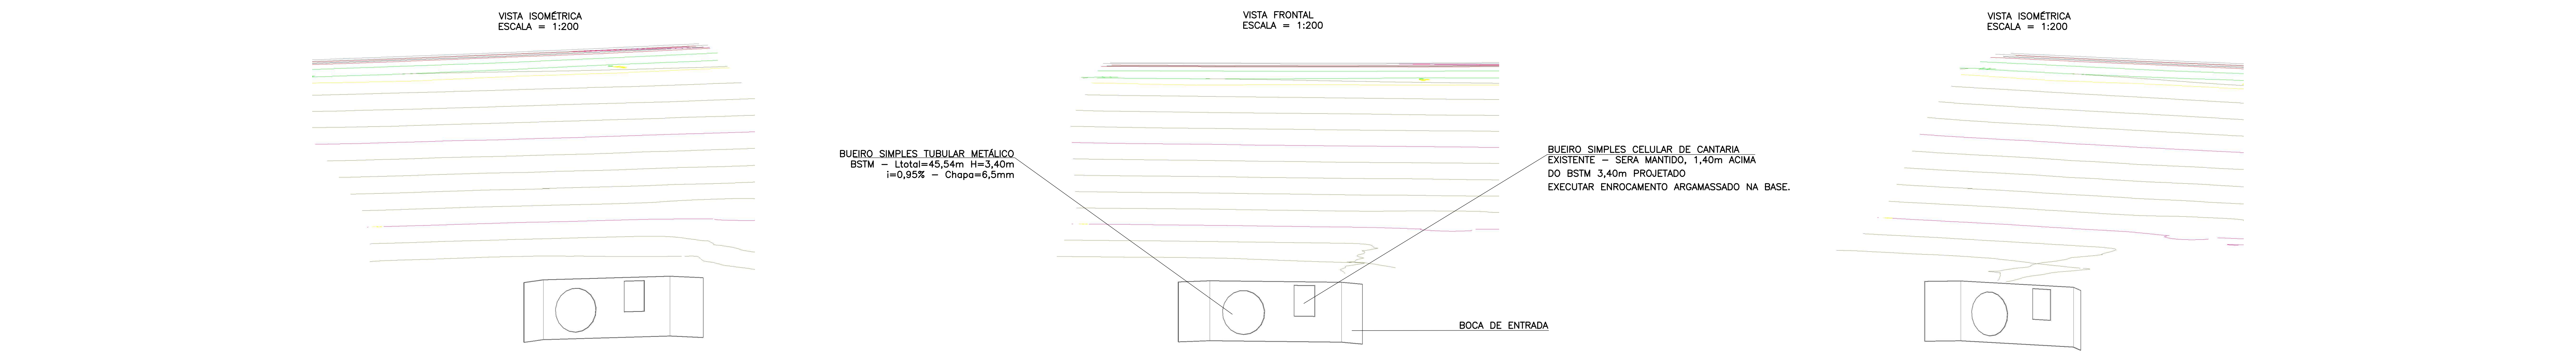 VISTA ISOMÉTRICA
ESCALA = 1:200
VISTA FRONTAL
ESCALA = 1:200
VISTA ISOMÉTRICA
ESCALA = 1:200
BUEIRO SIMPLES TUBULAR METÁLICO
BSTM - Ltotal=45,54m H=3,40m
i=0,95% - Chapa=6,5mm
BUEIRO SIMPLES CELULAR DE CANTARIA
EXISTENTE - SERA MANTIDO, 1,40m ACIMA
DO BSTM 3,40m PROJETADO
EXECUTAR ENROCAMENTO ARGAMASSADO NA BASE.
BOCA DE ENTRADA